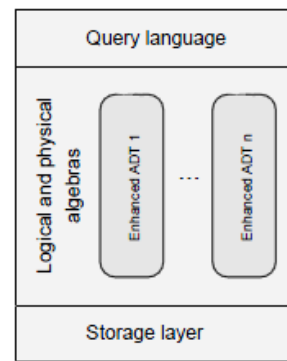 Query language
Logical and physical
algebras
Enhanced ADT 1
...
Enhanced ADT n
Storage layer